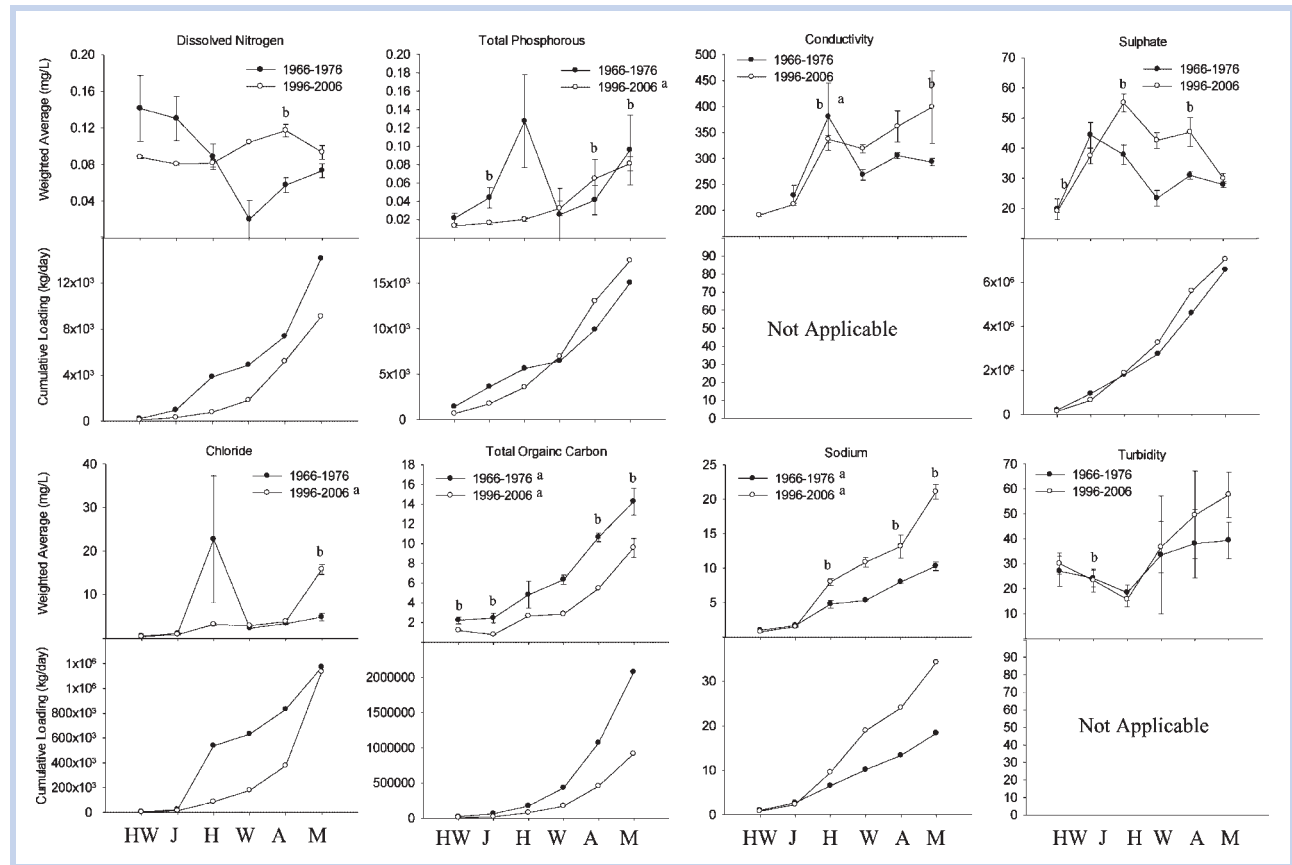 Dissolved Nitrogen
Total Phosphorous
Conductivity
Sulphate
Weighted Average (mg/L)
0.20
0.16
0.12
0.08
0.04
1966-1976
1996-2006
b
0.20
0.18
0.16
0.14
0.12
0.10
0.08
0.06
0.04
0.02
1966-1976
1996-2006 a
b
b
b
500
450
400
350
300
250
200
1966-1976
1996-2006
b
a
b
70
60
50
40
30
20
1966-1976
1996-2006
b
b
b
Cumulative Loading (kg/day)
12x10³
8x10³
4x10³
0
15x10³
10x10³
5x10³
0
90
80
70
60
50
40
30
20
10
0
Not Applicable
6x10⁶
4x10⁶
2x10⁶
0
Chloride
Total Orgainc Carbon
Sodium
Turbidity
Weighted Average (mg/L)
40
30
20
10
1966-1976
1996-2006 a
b
18
16
14
12
10
8
6
4
2
1966-1976 a
1996-2006 a
b
b
b
b
25
20
15
10
5
1966-1976 a
1996-2006 a
b
b
b
70
60
50
40
30
20
10
1966-1976
1996-2006
b
Cumulative Loading (kg/day)
1x10⁶
1x10⁶
800x10³
600x10³
400x10³
200x10³
0
2000000
1000000
500000
0
30
20
10
0
90
80
70
60
50
40
30
20
10
0
Not Applicable
HW J H W A M
HW J H W A M
HW J H W A M
HW J H W A M